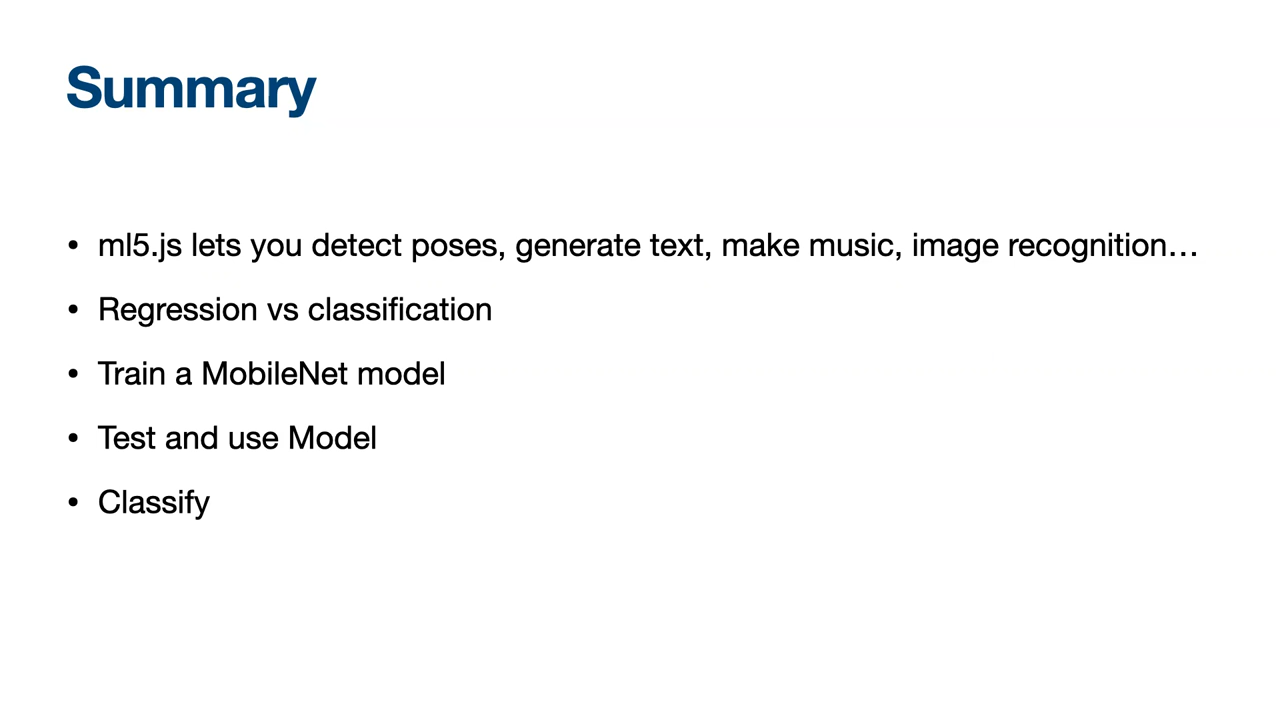 Summary
• ml5.js lets you detect poses, generate text, make music, image recognition…
• Regression vs classification
• Train a MobileNet model
• Test and use Model
• Classify